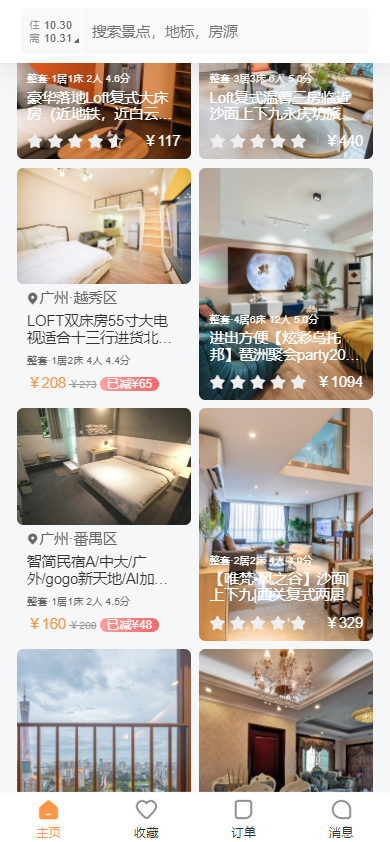 住 10.30
离 10.31
搜索景点，地标，房源
整套·1居1床 2人 4.6分
豪华落地Loft复式大床
房（近地铁，近白云…
￥117
整套·3居3床 6人 5.0分
Loft复式温馨三房临近
沙面上下九永庆坊旅…
￥440
广州·越秀区
LOFT双床房55寸大电
视适合十三行进货北…
整套·1居2床 4人 4.4分
￥208 ￥273 已减¥65
整套·4居6床 12人 5.0分
进出方便【炫彩乌托
邦】琶洲聚会party20…
￥1094
广州·番禺区
智简民宿A/中大/广
外/gogo新天地/AI加…
整套·1居1床 2人 4.5分
￥160 ￥208 已减¥48
整套·2居2床 4人 4.9分
【唯梵·风之谷】沙面|
上下九|西关复式两居
￥329
主页
收藏
订单
消息